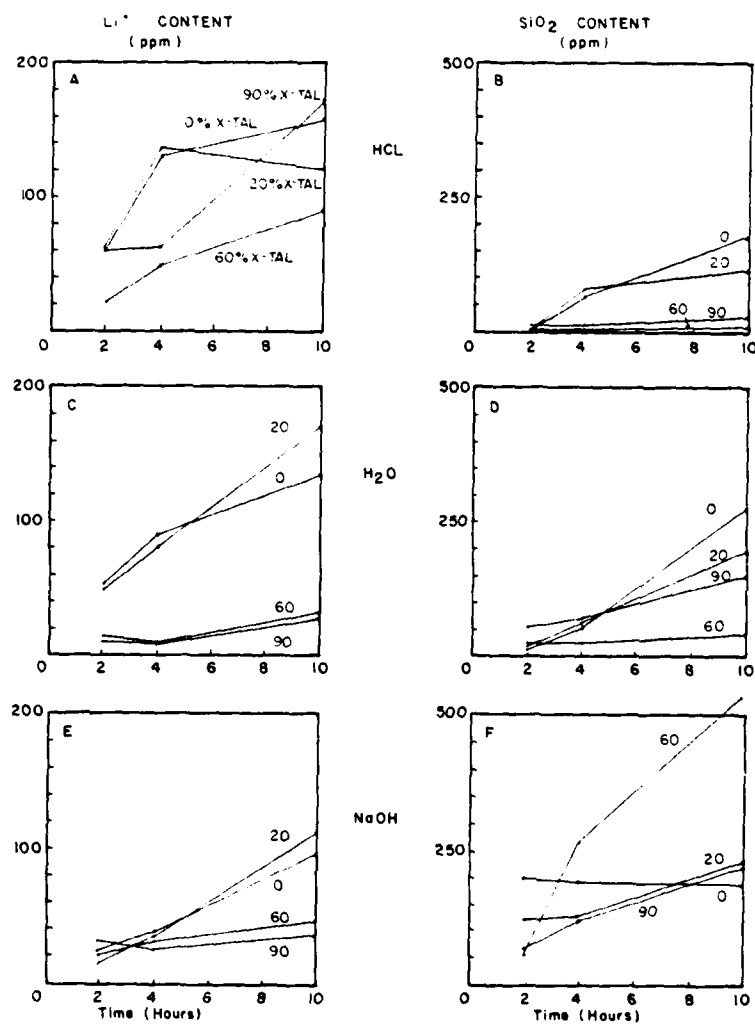 Li+ CONTENT
(ppm)
SiO2 CONTENT
(ppm)
200
A
90% X-TAL
0% X-TAL
20% X-TAL
60% X-TAL
100
0
2 4 6 8 10
HCL
500
B
250
0
20
60 90
0
2 4 6 8 10
200
C
20
0
100
60
90
0
2 4 6 8 10
H2O
500
D
0
250
20
90
60
0
2 4 6 8 10
200
E
100
20
0
60
90
0
2 4 6 8 10
Time (Hours)
NaOH
500
F
60
250
20
0
90
0
2 4 6 8 10
Time (Hours)